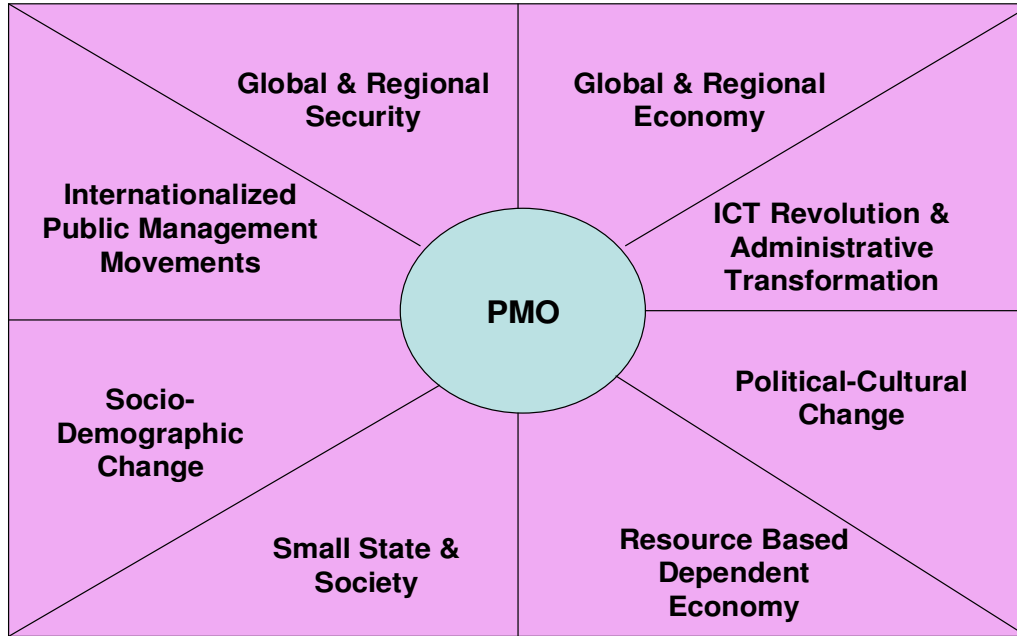 Global & Regional
Security
Global & Regional
Economy
Internationalized
Public Management
Movements
ICT Revolution &
Administrative
Transformation
PMO
Socio-
Demographic
Change
Political-Cultural
Change
Small State &
Society
Resource Based
Dependent
Economy